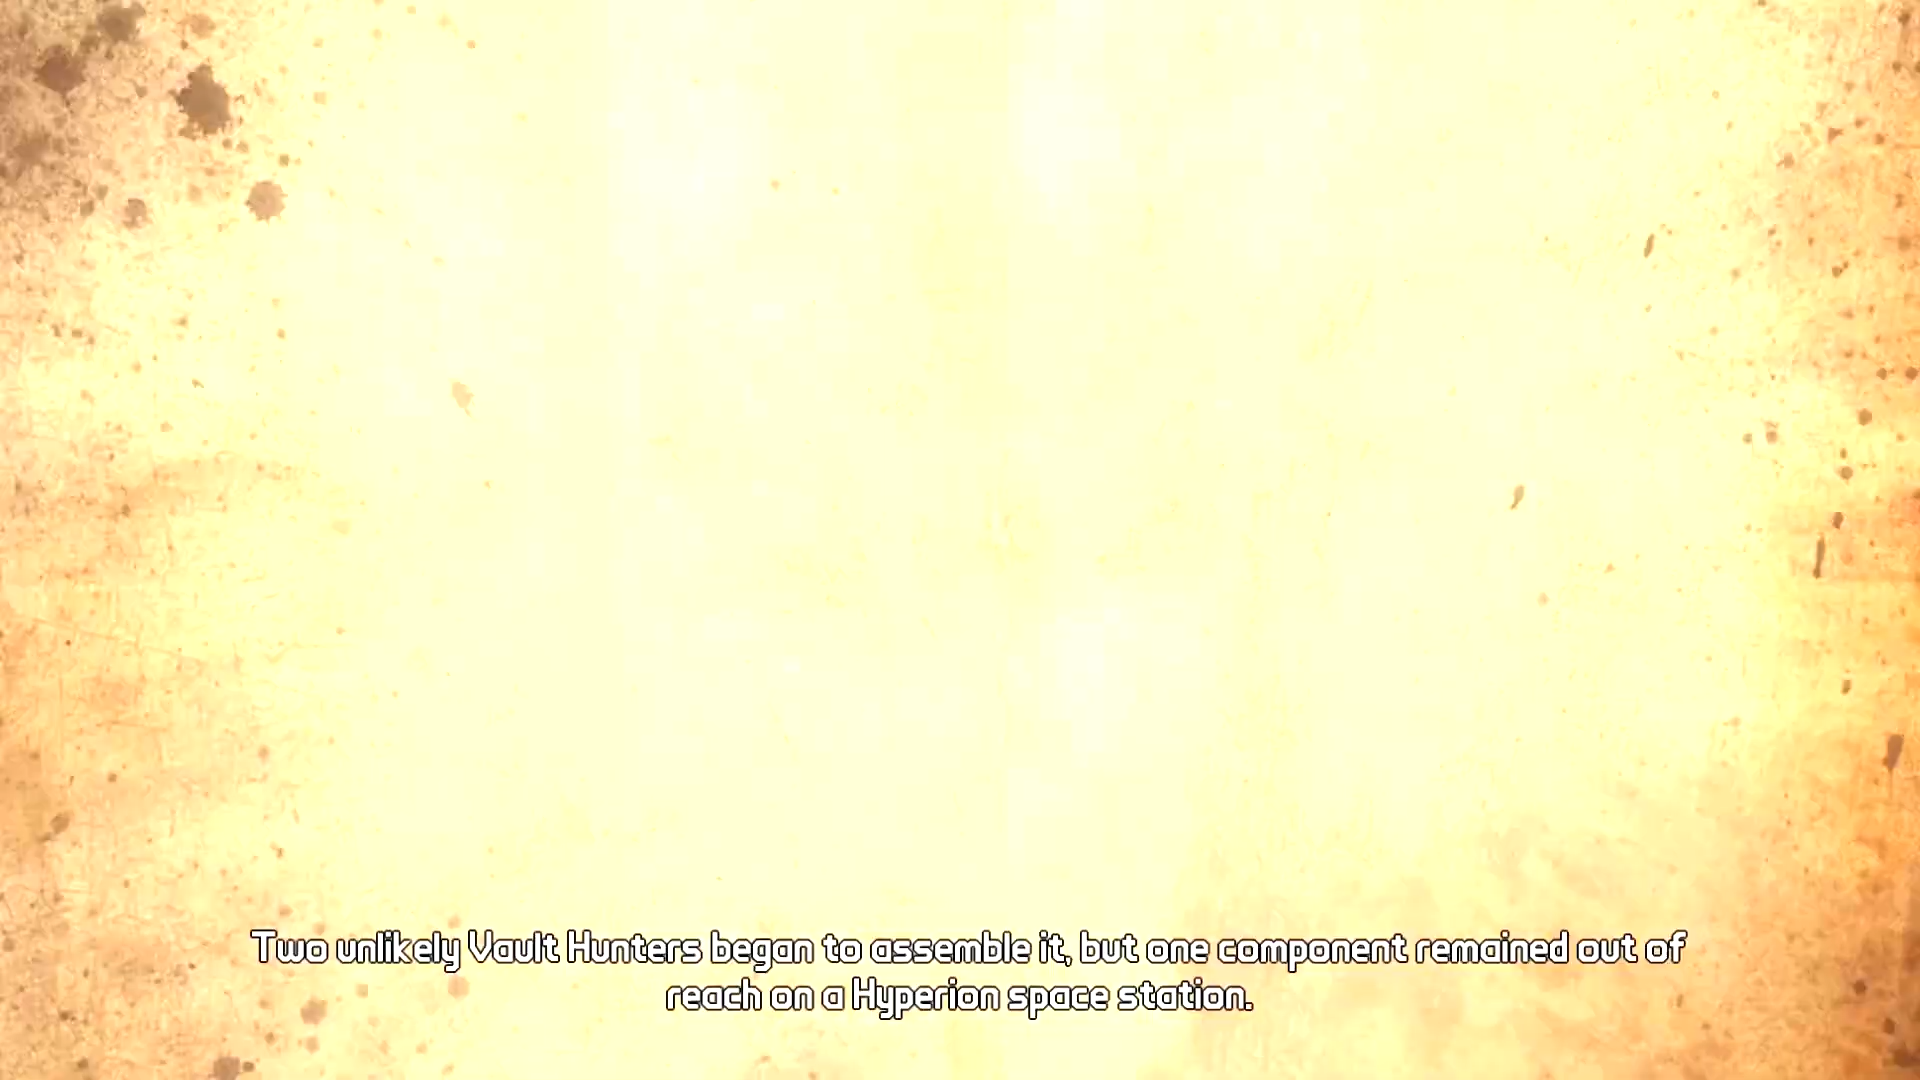 Two unlikely Vault Hunters began to assemble it, but one component remained out of
reach on a Hyperion space station.